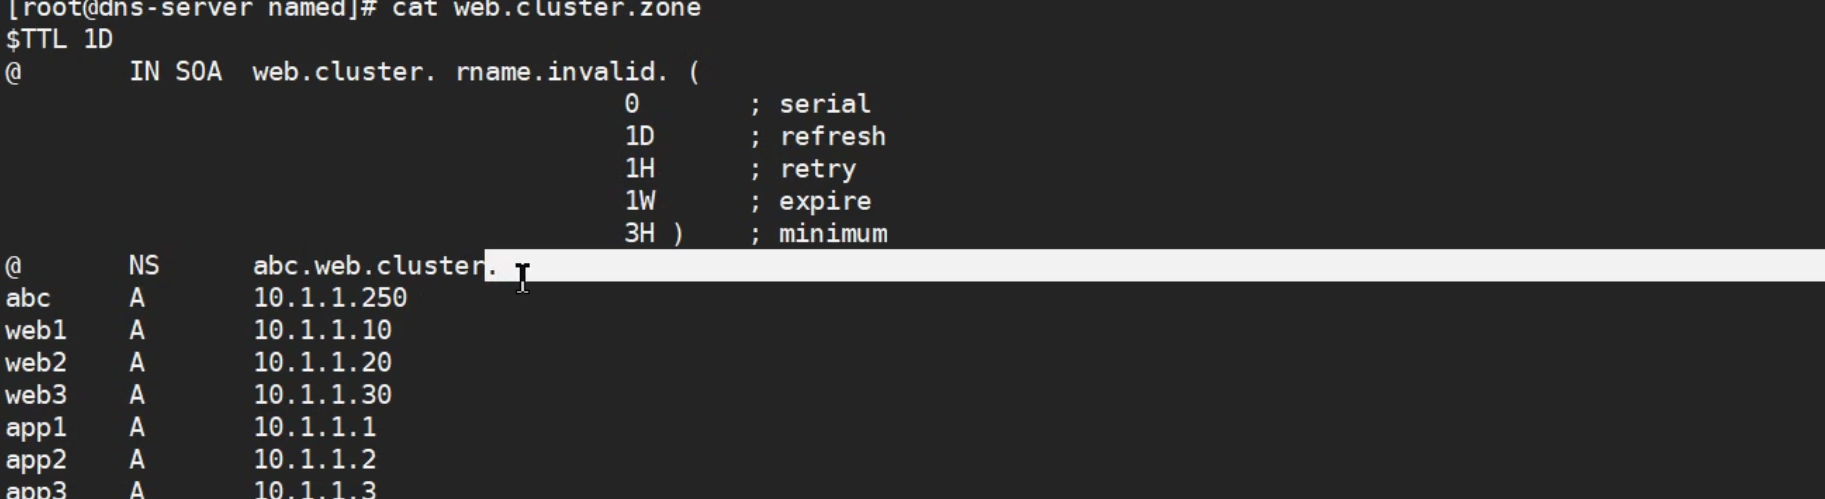 [root@dns-server named]# cat web.cluster.zone
$TTL 1D
@ IN SOA web.cluster. rname.invalid. (
0 ; serial
1D ; refresh
1H ; retry
1W ; expire
3H ) ; minimum
@ NS abc.web.cluster.
abc A 10.1.1.250
web1 A 10.1.1.10
web2 A 10.1.1.20
web3 A 10.1.1.30
app1 A 10.1.1.1
app2 A 10.1.1.2
app3 A 10.1.1.3